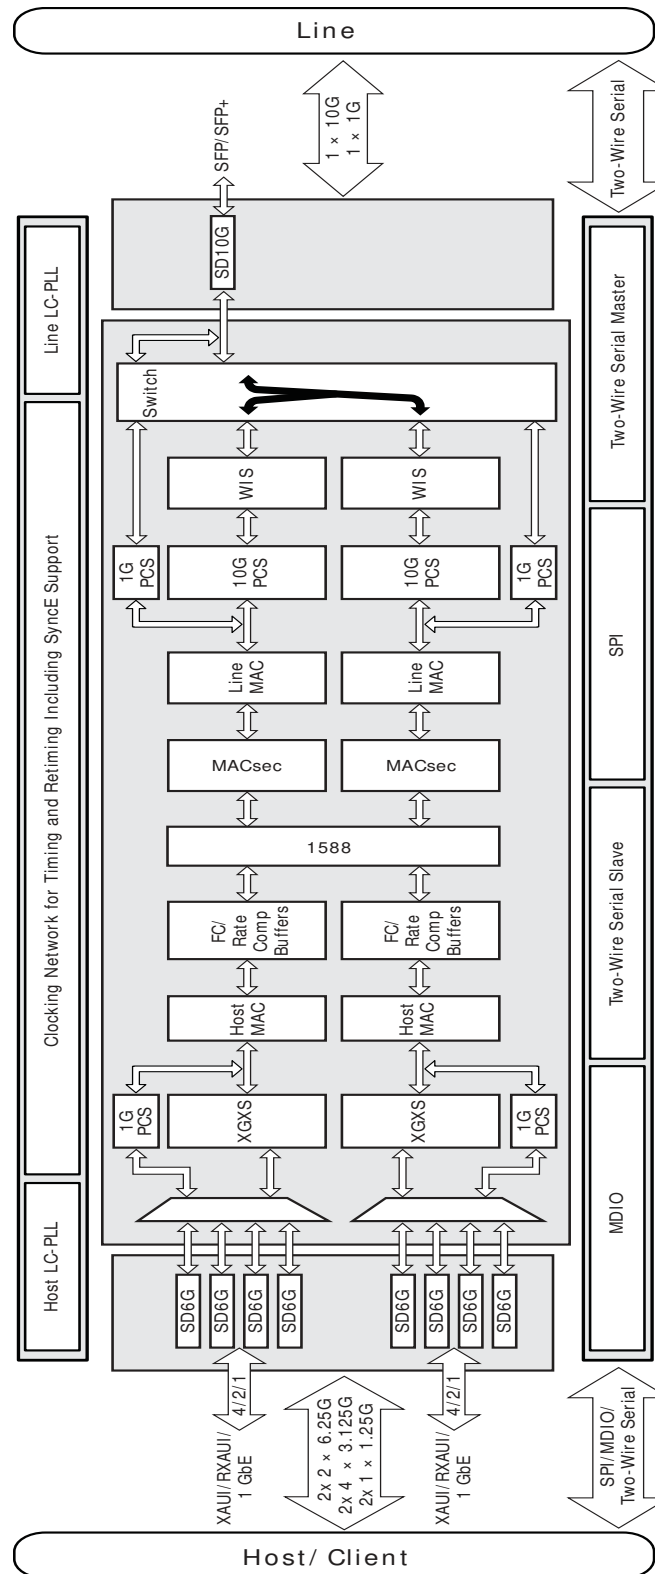 Line
SFP/SFP+
1 × 10G
1 × 1G
Two-Wire Serial
Line LC-PLL
SD10G
Two-Wire Serial Master
Switch
WIS
WIS
Clocking Network for Timing and Retiming Including SyncE Support
1G
PCS
10G
PCS
10G
PCS
1G
PCS
SPI
Line
MAC
Line
MAC
MACsec
MACsec
1588
Two-Wire Serial Slave
FC/
Rate
Comp
Buffers
FC/
Rate
Comp
Buffers
Host
MAC
Host
MAC
1G
PCS
XGXS
XGXS
1G
PCS
MDIO
Host LC-PLL
SD6G
SD6G
SD6G
SD6G
SD6G
SD6G
SD6G
SD6G
4/2/1
4/2/1
XAUI/RXAUI/
1 GbE
2x 2 × 6.25G
2x 4 × 3.125G
2x 1 × 1.25G
XAUI/RXAUI/
1 GbE
SPI/MDIO/
Two-Wire Serial
Host/Client